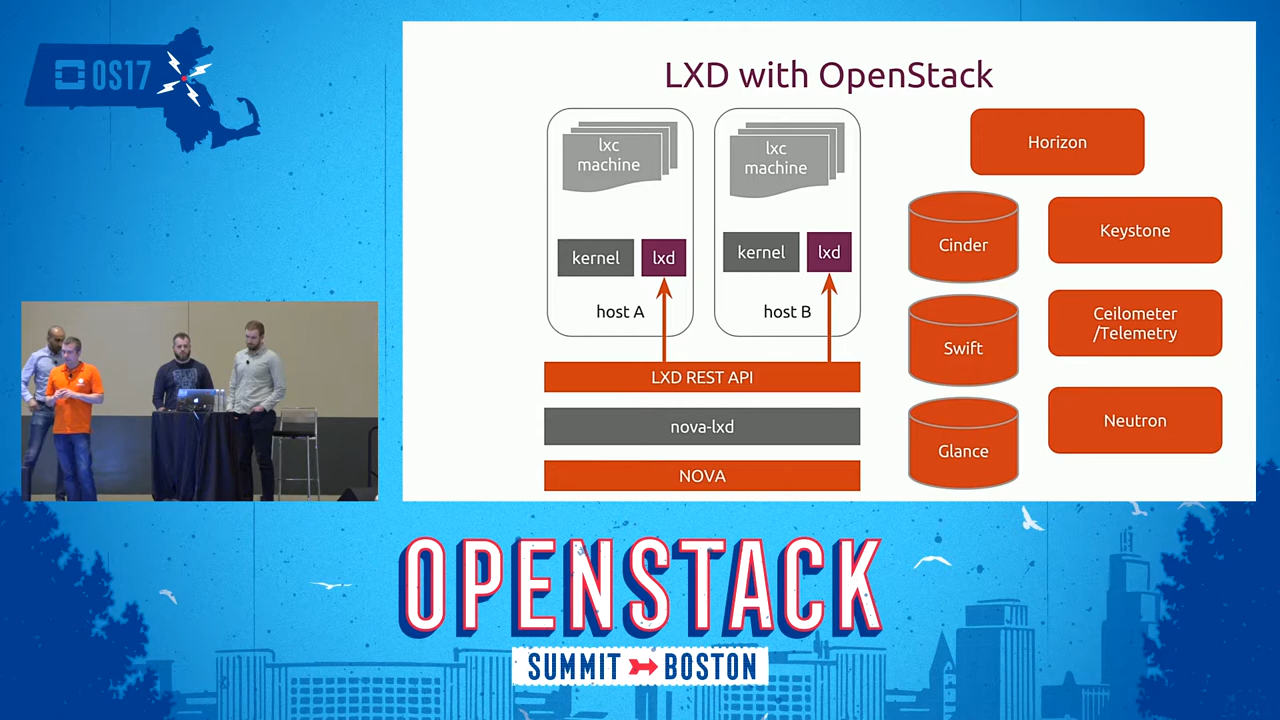 OS17
LXD with OpenStack
lxc
machine
lxc
machine
kernel
lxd
kernel
lxd
host A
host B
LXD REST API
nova-lxd
NOVA
Horizon
Cinder
Keystone
Swift
Ceilometer
/Telemetry
Glance
Neutron
OPENSTACK
SUMMIT BOSTON